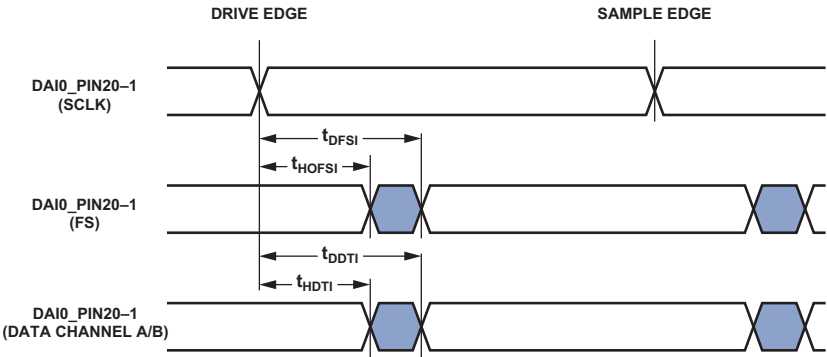 DRIVE EDGE SAMPLE EDGE
DAI0_PIN20–1
(SCLK)
tDFSI
tHOFSI
DAI0_PIN20–1
(FS)
tDDTI
tHDTI
DAI0_PIN20–1
(DATA CHANNEL A/B)